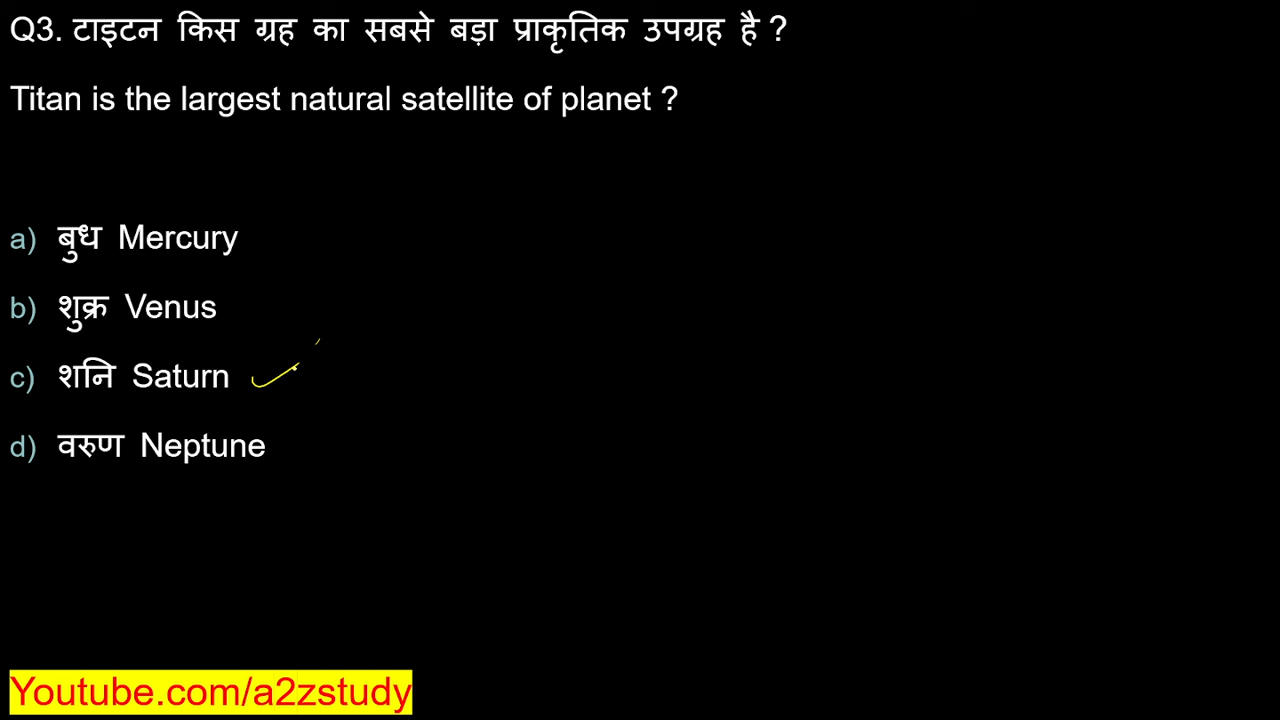 Q3. टाइटन किस ग्रह का सबसे बड़ा प्राकृतिक उपग्रह है ?
Titan is the largest natural satellite of planet ?
a) बुध Mercury
b) शुक्र Venus
c) शनि Saturn
d) वरुण Neptune
Youtube.com/a2zstudy